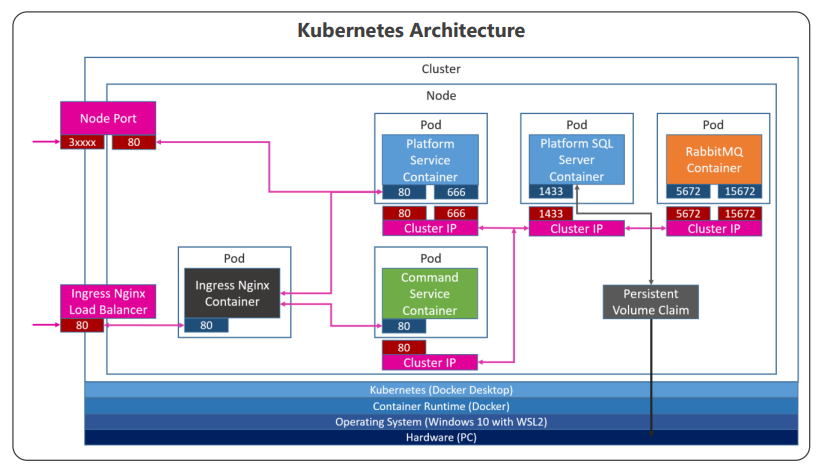 Kubernetes Architecture
Cluster
Node
Node Port
3xxxx
80
Pod
Platform
Service
Container
80
666
80
666
Cluster IP
Pod
Platform SQL
Server
Container
1433
1433
Cluster IP
Pod
RabbitMQ
Container
5672
15672
5672
15672
Cluster IP
Ingress Nginx
Load Balancer
80
Pod
Ingress Nginx
Container
80
Pod
Command
Service
Container
80
80
Cluster IP
Persistent
Volume Claim
Kubernetes (Docker Desktop)
Container Runtime (Docker)
Operating System (Windows 10 with WSL2)
Hardware (PC)